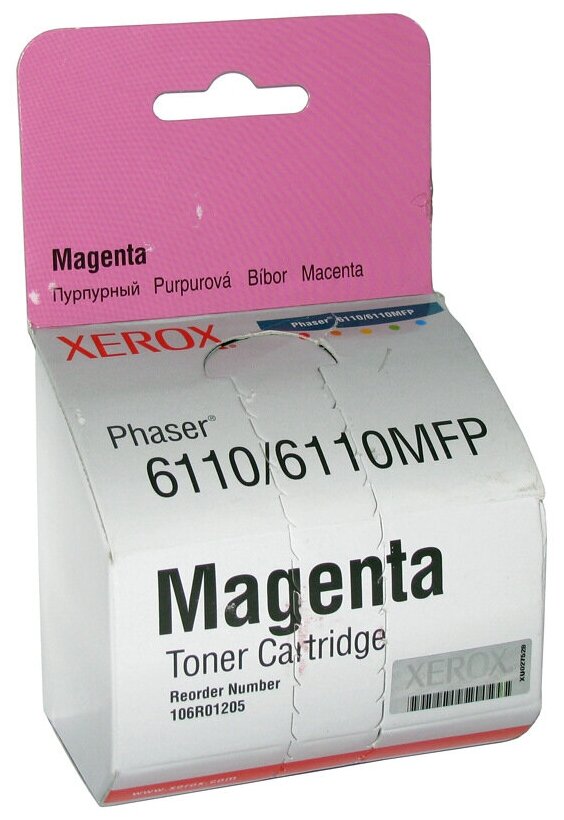 Magenta
Пурпурный Purpurová Bíbor Macenta
XEROX.
Phaser® 6110/6110MFP
Phaser®
6110/6110MFP
Magenta
Toner Cartridge
Reorder Number
106R01205
XEROX
XU027528
www.xerox.com